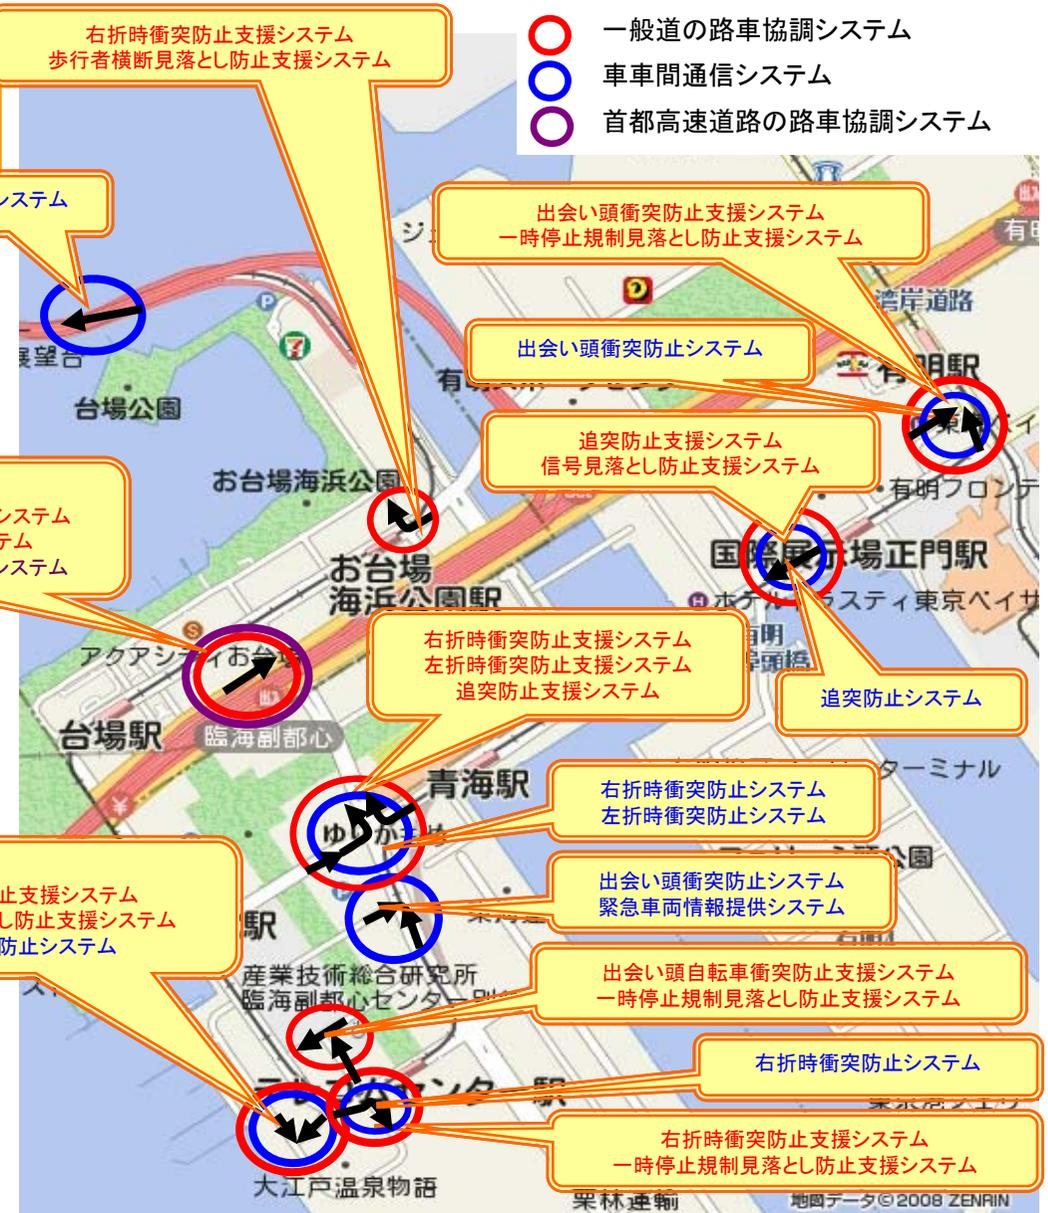 右折時衝突防止支援システム
歩行者横断見落とし防止支援システム
一般道の路車協調システム
車車間通信システム
首都高速道路の路車協調システム
システム
出会い頭衝突防止支援システム
一時停止規制見落とし防止支援システム
有明
湾岸道路
展望台
台場公園
出会い頭衝突防止システム
有明駅
追突防止支援システム
信号見落とし防止支援システム
お台場海浜公園
有明フロンテ
システム
テム
システム
お台場
海浜公園駅
国際展示場正門駅
アクアシティお台場
右折時衝突防止支援システム
左折時衝突防止支援システム
追突防止支援システム
追突防止システム
台場駅
臨海副都心
青海駅
ターミナル
右折時衝突防止システム
左折時衝突防止システム
公園
止支援システム
し防止支援システム
防止システム
駅
出会い頭衝突防止システム
緊急車両情報提供システム
産業技術総合研究所
臨海副都心センター別
出会い頭自転車衝突防止支援システム
一時停止規制見落とし防止支援システム
右折時衝突防止システム
テレコムセンター駅
右折時衝突防止支援システム
一時停止規制見落とし防止支援システム
大江戸温泉物語
栗林運輸
地図データ©2008 ZENRIN